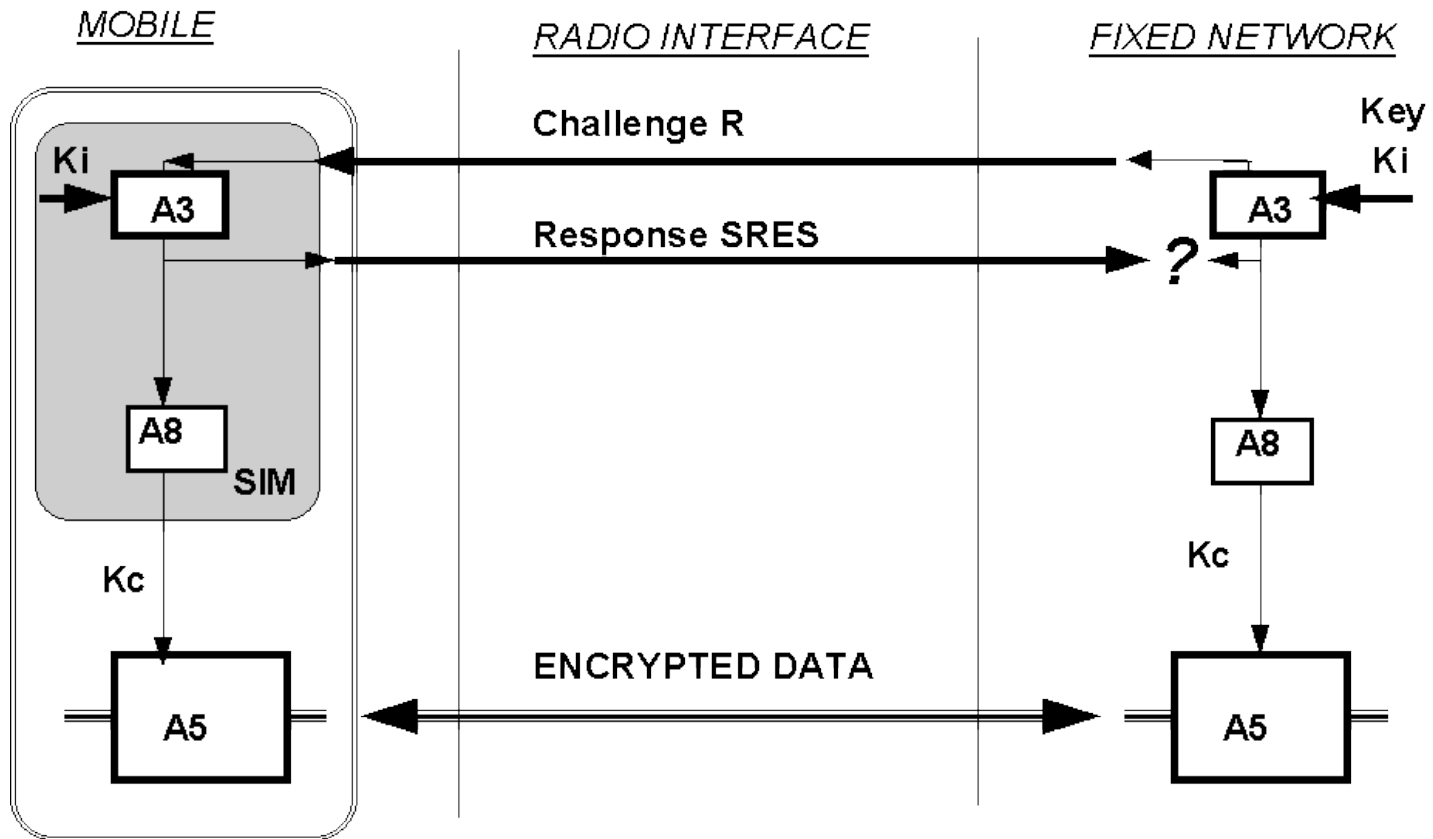 MOBILE
RADIO INTERFACE
FIXED NETWORK
Challenge R
Key
Ki
Ki
A3
A3
Response SRES
?
A8
A8
SIM
Kc
Kc
ENCRYPTED DATA
A5
A5